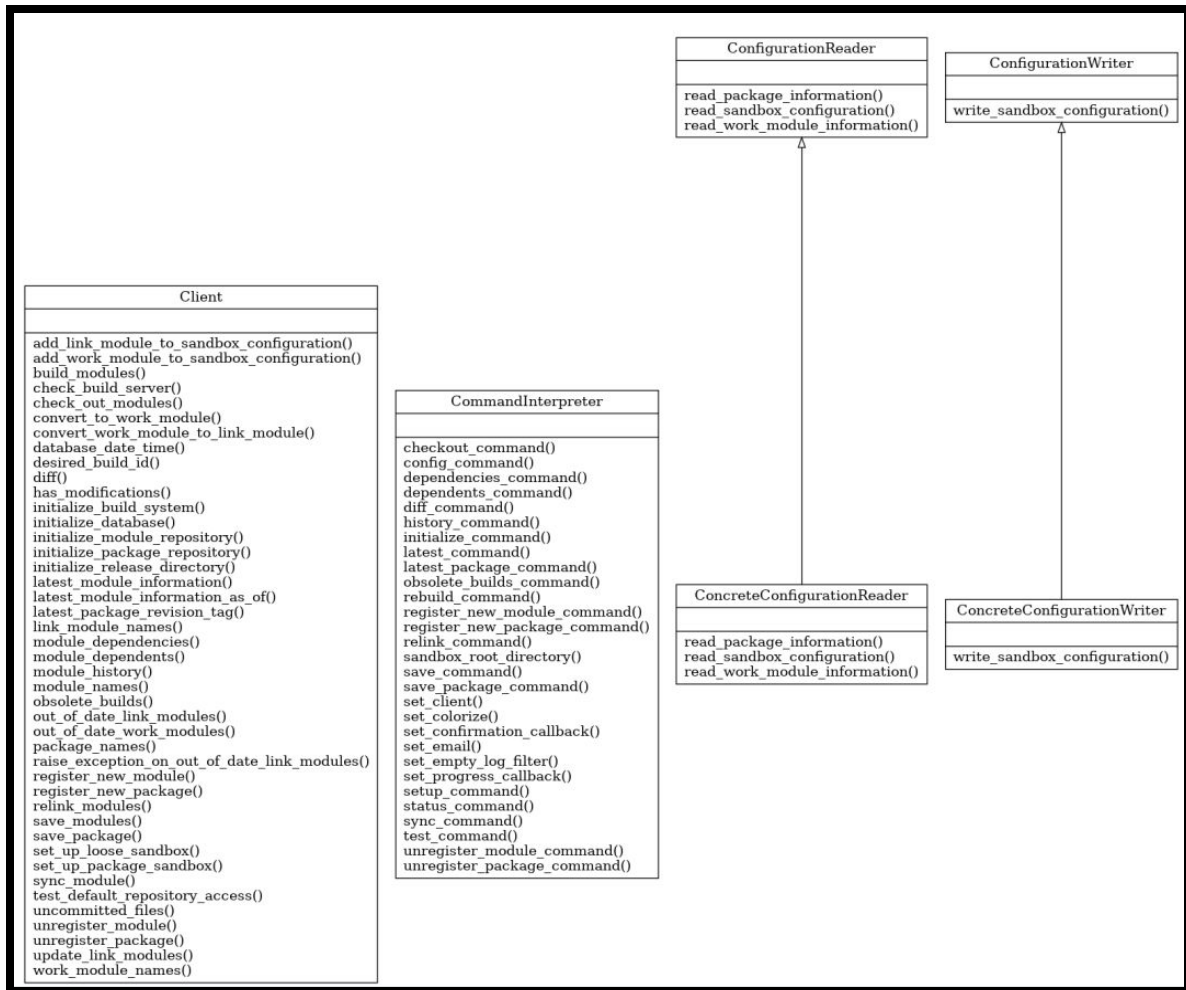 ConfigurationReader
read_package_information()
read_sandbox_configuration()
read_work_module_information()
ConfigurationWriter
write_sandbox_configuration()
Client
add_link_module_to_sandbox_configuration()
add_work_module_to_sandbox_configuration()
build_modules()
check_build_server()
check_out_modules()
convert_to_work_module()
convert_work_module_to_link_module()
database_date_time()
desired_build_id()
diff()
has_modifications()
initialize_build_system()
initialize_database()
initialize_module_repository()
initialize_package_repository()
initialize_release_directory()
latest_module_information()
latest_module_information_as_of()
latest_package_revision_tag()
link_module_names()
module_dependencies()
module_dependents()
module_history()
module_names()
obsolete_builds()
out_of_date_link_modules()
out_of_date_work_modules()
package_names()
raise_exception_on_out_of_date_link_modules()
register_new_module()
register_new_package()
relink_modules()
save_modules()
save_package()
set_up_loose_sandbox()
set_up_package_sandbox()
sync_module()
test_default_repository_access()
uncommitted_files()
unregister_module()
unregister_package()
update_link_modules()
work_module_names()
CommandInterpreter
checkout_command()
config_command()
dependencies_command()
dependents_command()
diff_command()
history_command()
initialize_command()
latest_command()
latest_package_command()
obsolete_builds_command()
rebuild_command()
register_new_module_command()
register_new_package_command()
relink_command()
sandbox_root_directory()
save_command()
save_package_command()
set_client()
set_colorize()
set_confirmation_callback()
set_email()
set_empty_log_filter()
set_progress_callback()
setup_command()
status_command()
sync_command()
test_command()
unregister_module_command()
unregister_package_command()
ConcreteConfigurationReader
read_package_information()
read_sandbox_configuration()
read_work_module_information()
ConcreteConfigurationWriter
write_sandbox_configuration()